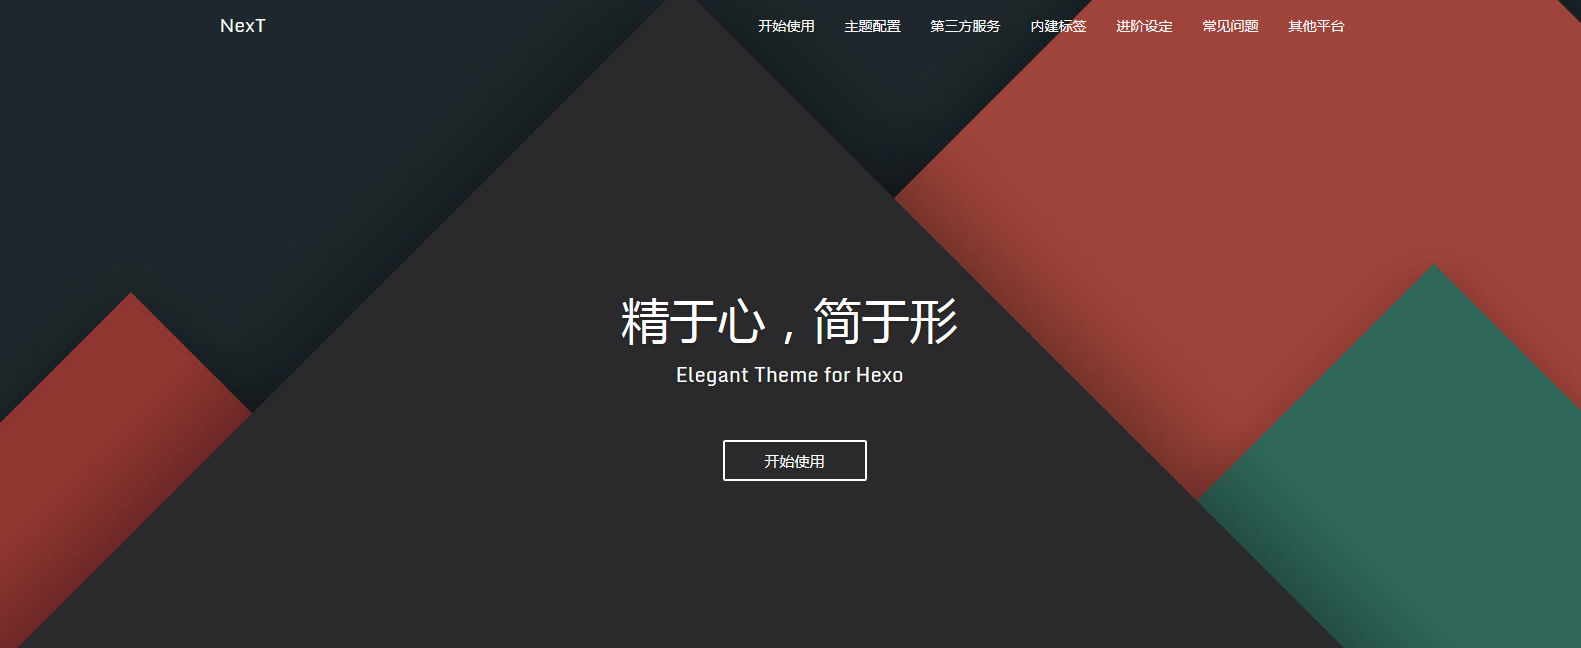 NexT 开始使用 主题配置 第三方服务 内建标签 进阶设定 常见问题 其他平台
精于心，简于形
Elegant Theme for Hexo
开始使用